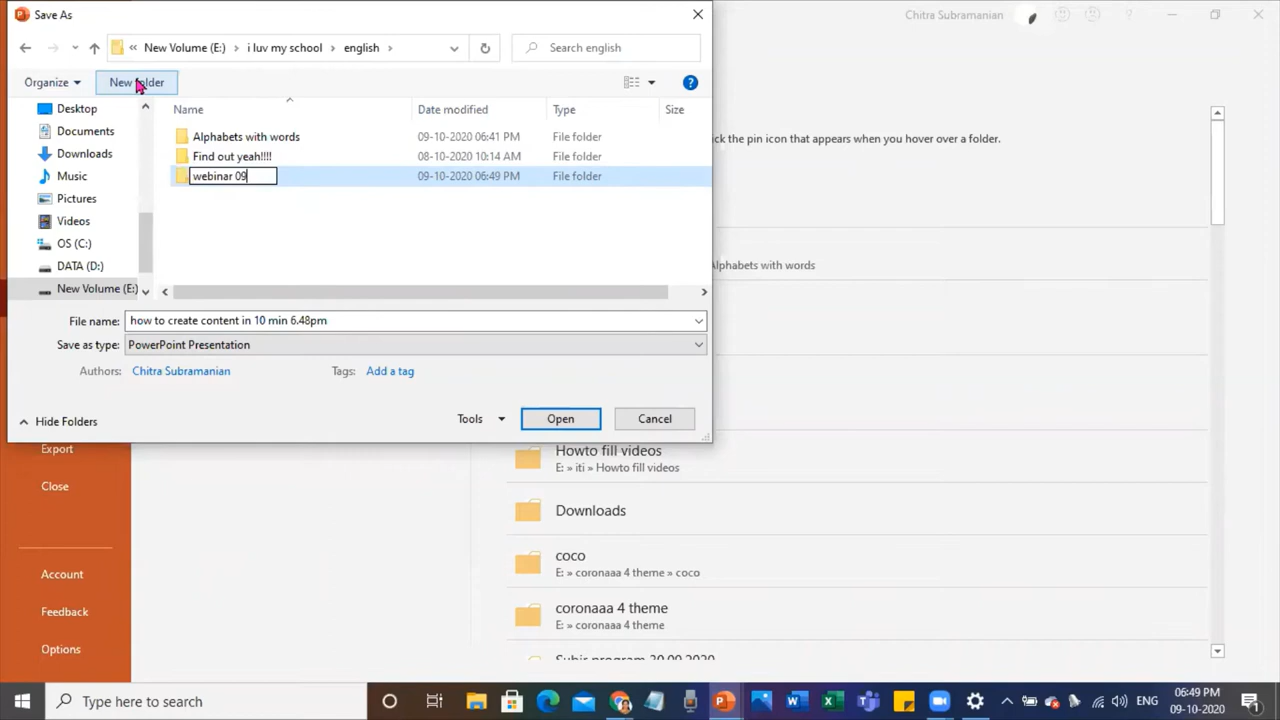 Save As
Chitra Subramanian
New Volume (E:) › i luv my school › english ›
Search english
Organize
New folder
Name Date modified Type Size
Desktop
Documents
Downloads
Music
Pictures
Videos
OS (C:)
DATA (D:)
New Volume (E:)
Alphabets with words 09-10-2020 06:41 PM File folder
Find out yeah!!!! 08-10-2020 10:14 AM File folder
webinar 09 09-10-2020 06:49 PM File folder
ck the pin icon that appears when you hover over a folder.
Alphabets with words
File name: how to create content in 10 min 6.48pm
Save as type: PowerPoint Presentation
Authors: Chitra Subramanian Tags: Add a tag
Hide Folders
Tools Open Cancel
Export
Close
Account
Feedback
Options
Howto fill videos
E: » iti » Howto fill videos
Downloads
coco
E: » coronaaa 4 theme » coco
coronaaa 4 theme
E: » coronaaa 4 theme
Subir program 30.09.2020
Type here to search
ENG
06:49 PM
09-10-2020
1